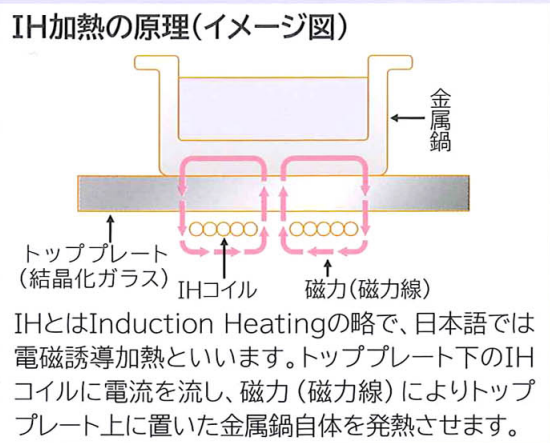 IH加熱の原理(イメージ図)
金属鍋
トッププレート
(結晶化ガラス)
IHコイル
磁力(磁力線)
IHとはInduction Heatingの略で、日本語では
電磁誘導加熱といいます。トッププレート下のIH
コイルに電流を流し、磁力(磁力線)によりトップ
プレート上に置いた金属鍋自体を発熱させます。